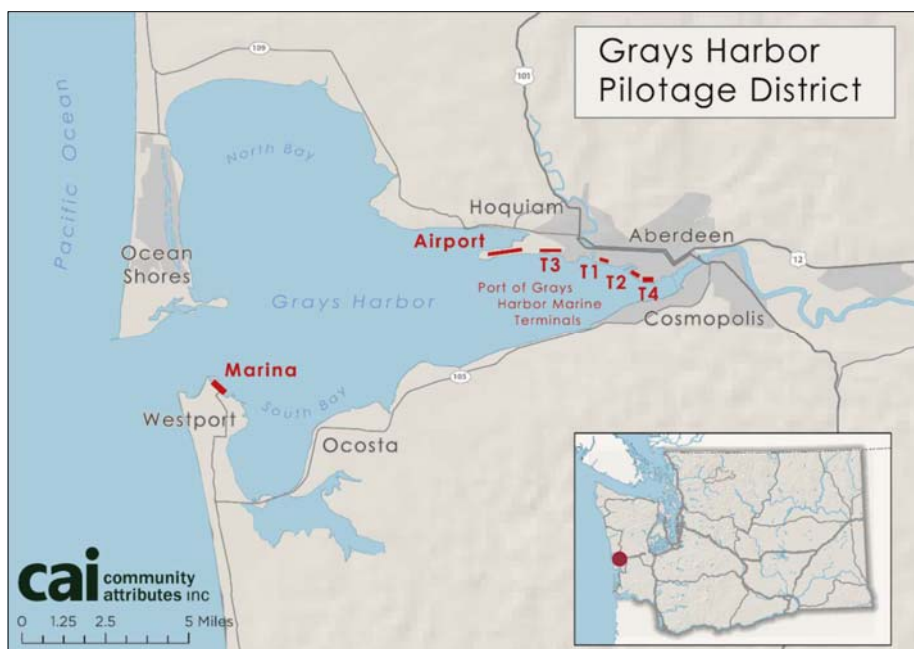 Grays Harbor
Pilotage District
109
101
North Bay
Pacific Ocean
Hoquiam
Aberdeen
Airport
T3
T1
T2
T4
12
Ocean
Shores
Grays Harbor
Port of Grays
Harbor Marine
Terminals
Cosmopolis
Marina
105
South Bay
Westport
Ocosta
cai community
attributes inc
0 1.25 2.5 5 Miles